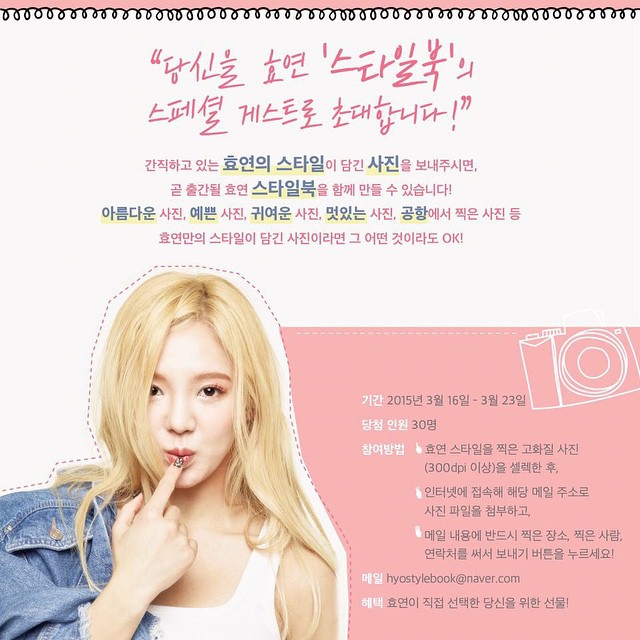 “당신을 효연 '스타일북'의
스페셜 게스트로 초대합니다!”
간직하고 있는 효연의 스타일이 담긴 사진을 보내주시면,
곧 출간될 효연 스타일북을 함께 만들 수 있습니다!
아름다운 사진, 예쁜 사진, 귀여운 사진, 멋있는 사진, 공항에서 찍은 사진 등
효연만의 스타일이 담긴 사진이라면 그 어떤 것이라도 OK!
기간 2015년 3월 16일 - 3월 23일
당첨 인원 30명
참여방법 효연 스타일을 찍은 고화질 사진
(300dpi 이상)을 셀렉한 후,
인터넷에 접속해 해당 메일 주소로
사진 파일을 첨부하고,
메일 내용에 반드시 찍은 장소, 찍은 사람,
연락처를 써서 보내기 버튼을 누르세요!
메일 hyostylebook@naver.com
혜택 효연이 직접 선택한 당신을 위한 선물!